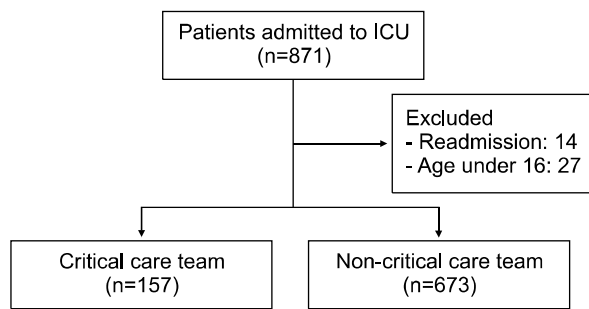 Patients admitted to ICU
(n=871)
Excluded
- Readmission: 14
- Age under 16: 27
Critical care team
(n=157)
Non-critical care team
(n=673)